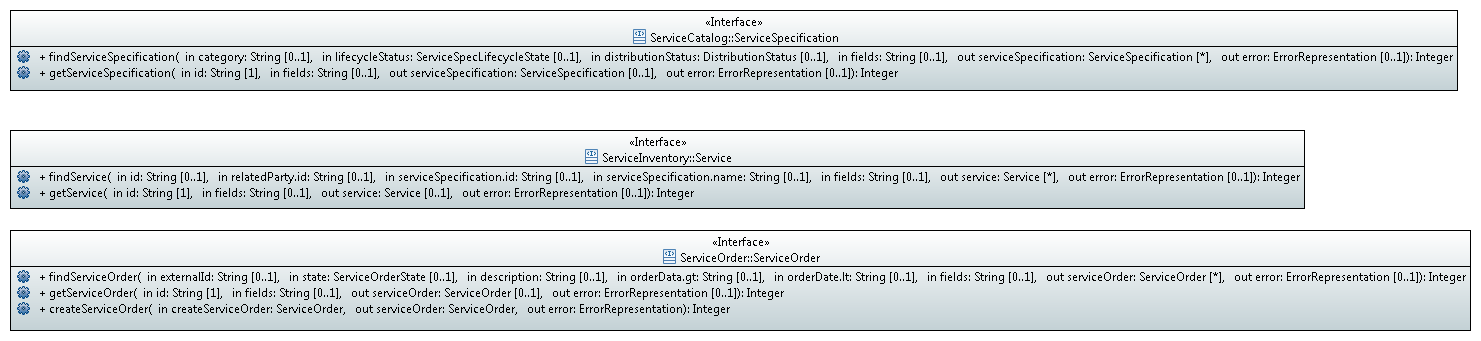 «Interface»
ServiceCatalog::ServiceSpecification
+ findServiceSpecification( in category: String [0..1], in lifecycleStatus: ServiceSpecLifecycleState [0..1], in distributionStatus: DistributionStatus [0..1], in fields: String [0..1], out serviceSpecification: ServiceSpecification [*], out error: ErrorRepresentation [0..1]): Integer
+ getServiceSpecification( in id: String [1], in fields: String [0..1], out serviceSpecification: ServiceSpecification [0..1], out error: ErrorRepresentation [0..1]): Integer
«Interface»
ServiceInventory::Service
+ findService( in id: String [0..1], in relatedParty.id: String [0..1], in serviceSpecification.id: String [0..1], in serviceSpecification.name: String [0..1], in fields: String [0..1], out service: Service [*], out error: ErrorRepresentation [0..1]): Integer
+ getService( in id: String [1], in fields: String [0..1], out service: Service [0..1], out error: ErrorRepresentation [0..1]): Integer
«Interface»
ServiceOrder::ServiceOrder
+ findServiceOrder( in externalId: String [0..1], in state: ServiceOrderState [0..1], in description: String [0..1], in orderData.gt: String [0..1], in orderDate.lt: String [0..1], in fields: String [0..1], out serviceOrder: ServiceOrder [*], out error: ErrorRepresentation [0..1]): Integer
+ getServiceOrder( in id: String [1], in fields: String [0..1], out serviceOrder: ServiceOrder [0..1], out error: ErrorRepresentation [0..1]): Integer
+ createServiceOrder( in createServiceOrder: ServiceOrder, out serviceOrder: ServiceOrder, out error: ErrorRepresentation): Integer